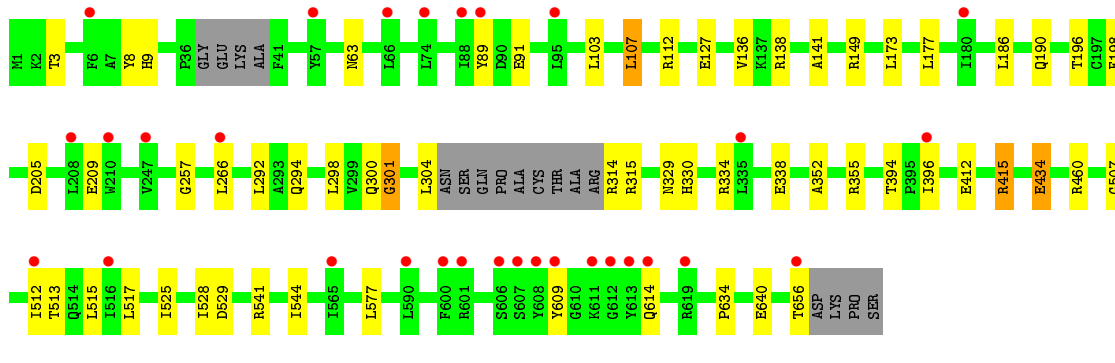 M1 K2 T3 F6 A7 Y8 H9 P36 GLY GLU LYS ALA F41 Y57 N63 L66 L74 I88 Y89 D90 E91 L95 L103 L107 R112 E127 V136 K137 R138 A141 R149 L173 L177 I180 L186 Q190 T196 C197
D205 L208 E209 W210 V247 G257 L266 L292 A293 Q294 L298 V299 Q300 G301 L304 ASN SER GLN PRO ALA CYS THR ALA ARG R314 R315 N329 H330 R334 L335 E338 A352 R355 T394 P395 I396 E412 R415 E434 R460
I512 T513 Q514 L515 I516 L517 I525 I528 D529 R541 I544 I565 L577 L590 F600 R601 S606 S607 Y608 Y609 G610 K611 G612 Y613 Q614 R619 P634 E640 T656 ASP LYS PRO SER